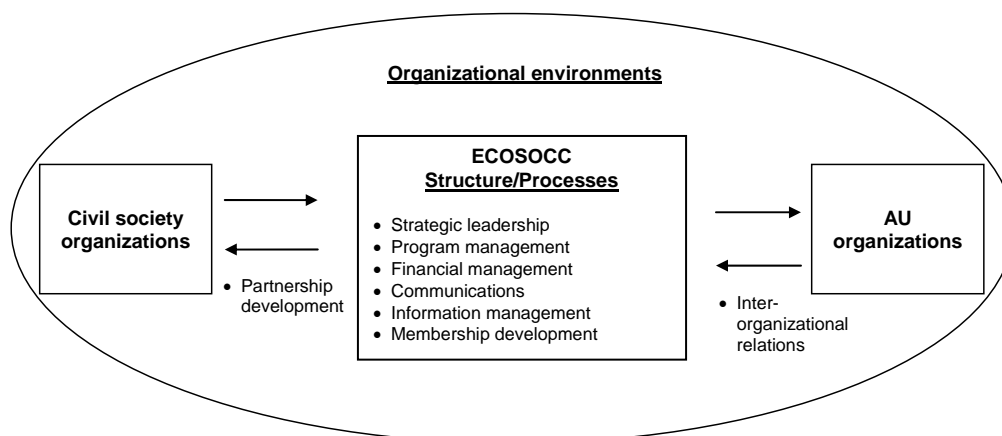 Organizational environments
Civil society
organizations
• Partnership
development
ECOSOCC
Structure/Processes
• Strategic leadership
• Program management
• Financial management
• Communications
• Information management
• Membership development
AU
organizations
• Inter-
organizational
relations